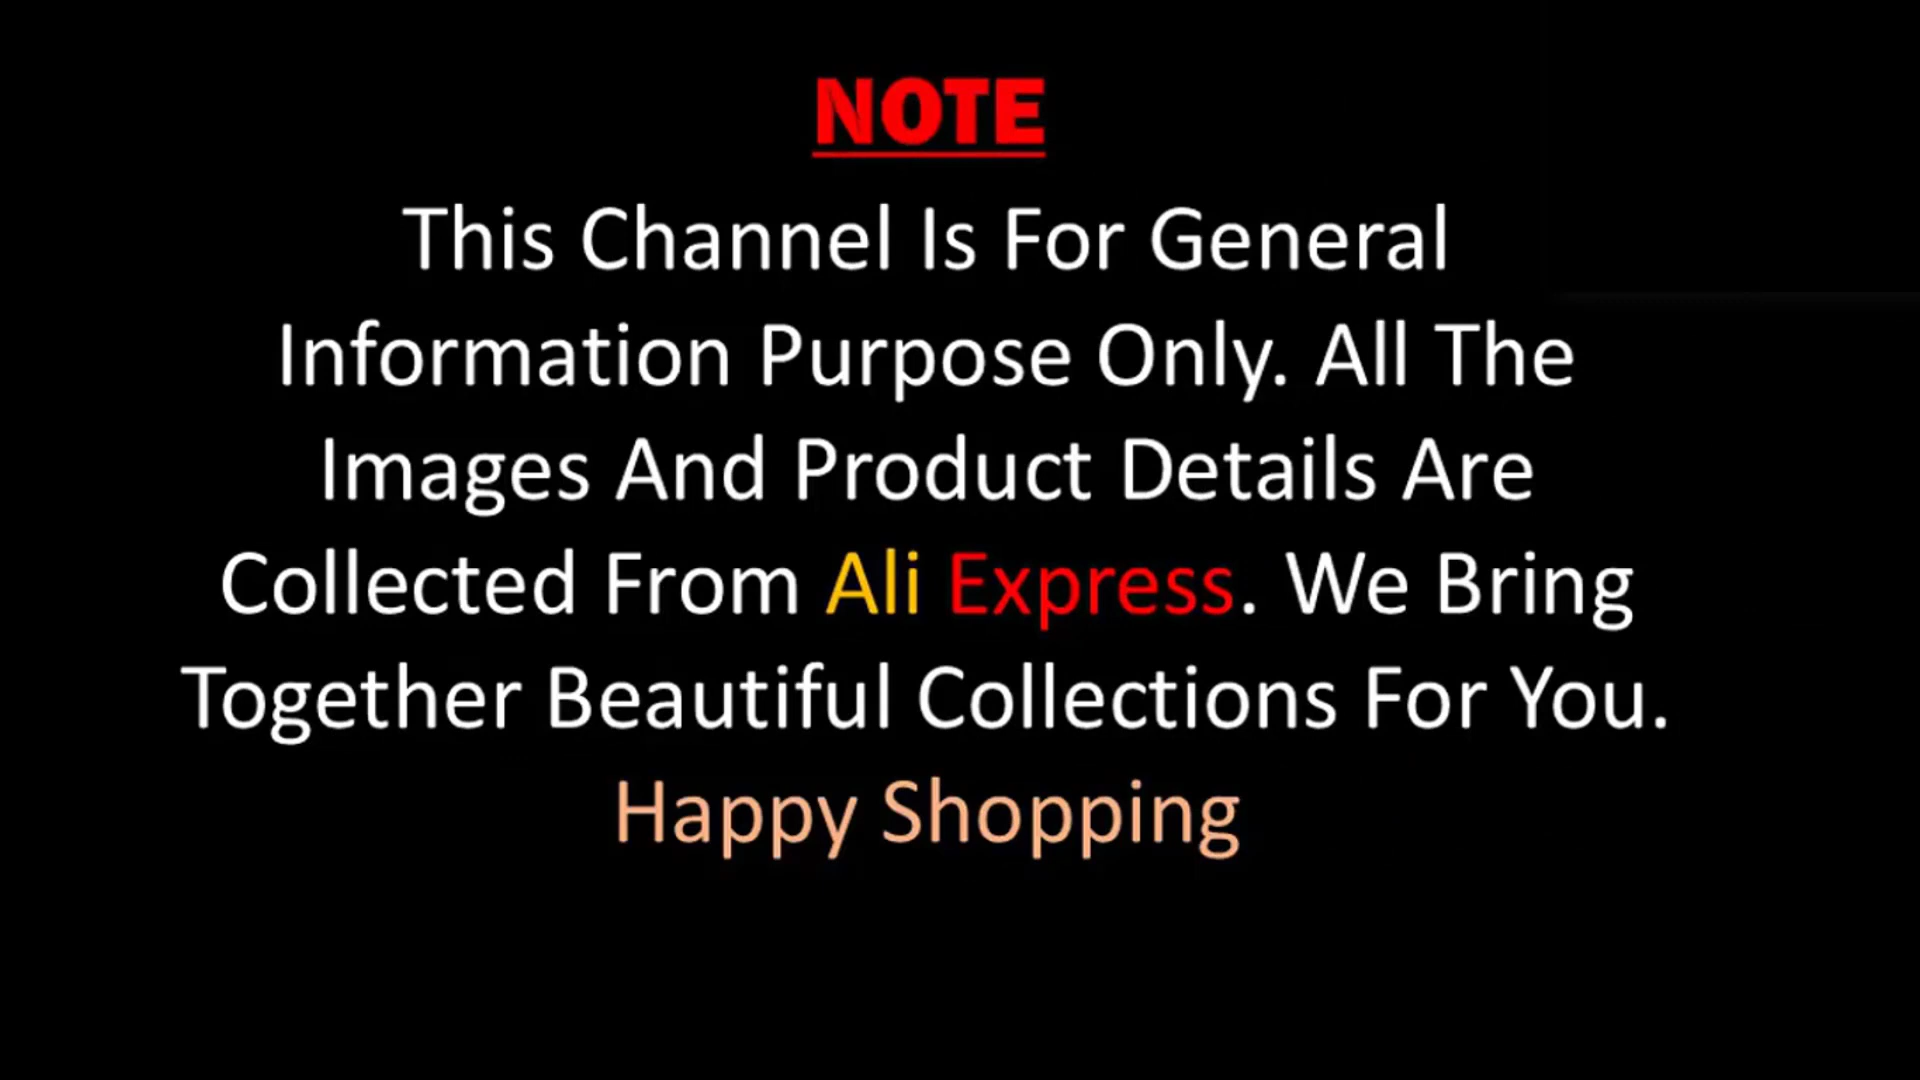 NOTE
This Channel Is For General
Information Purpose Only. All The
Images And Product Details Are
Collected From Ali Express. We Bring
Together Beautiful Collections For You.
Happy Shopping